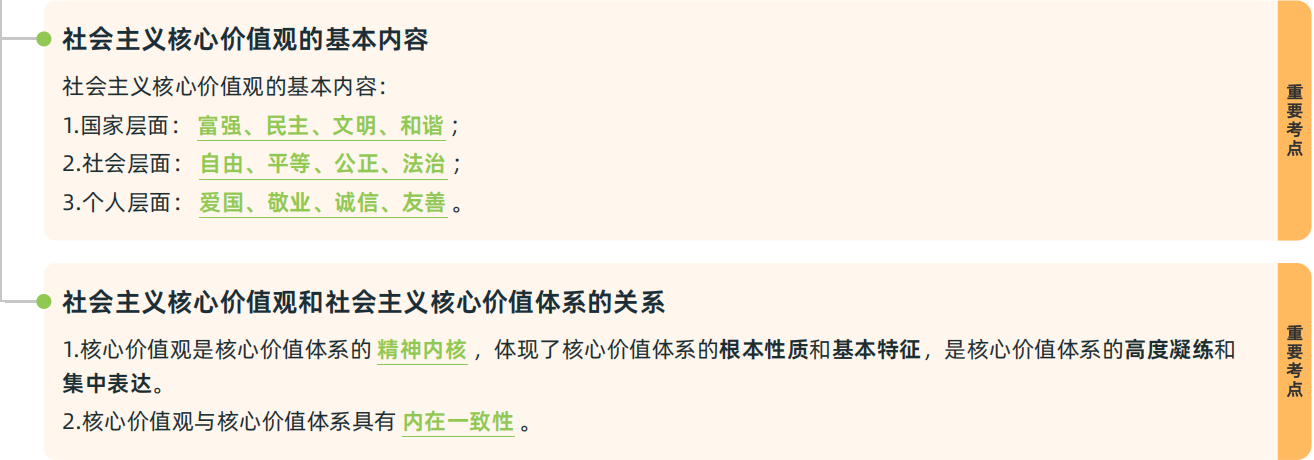 社会主义核心价值观的基本内容
社会主义核心价值观的基本内容：
1.国家层面：富强、民主、文明、和谐；
2.社会层面：自由、平等、公正、法治；
3.个人层面：爱国、敬业、诚信、友善。
重要考点
社会主义核心价值观和社会主义核心价值体系的关系
1.核心价值观是核心价值体系的精神内核，体现了核心价值体系的根本性质和基本特征，是核心价值体系的高度凝练和
集中表达。
2.核心价值观与核心价值体系具有内在一致性。
重要考点